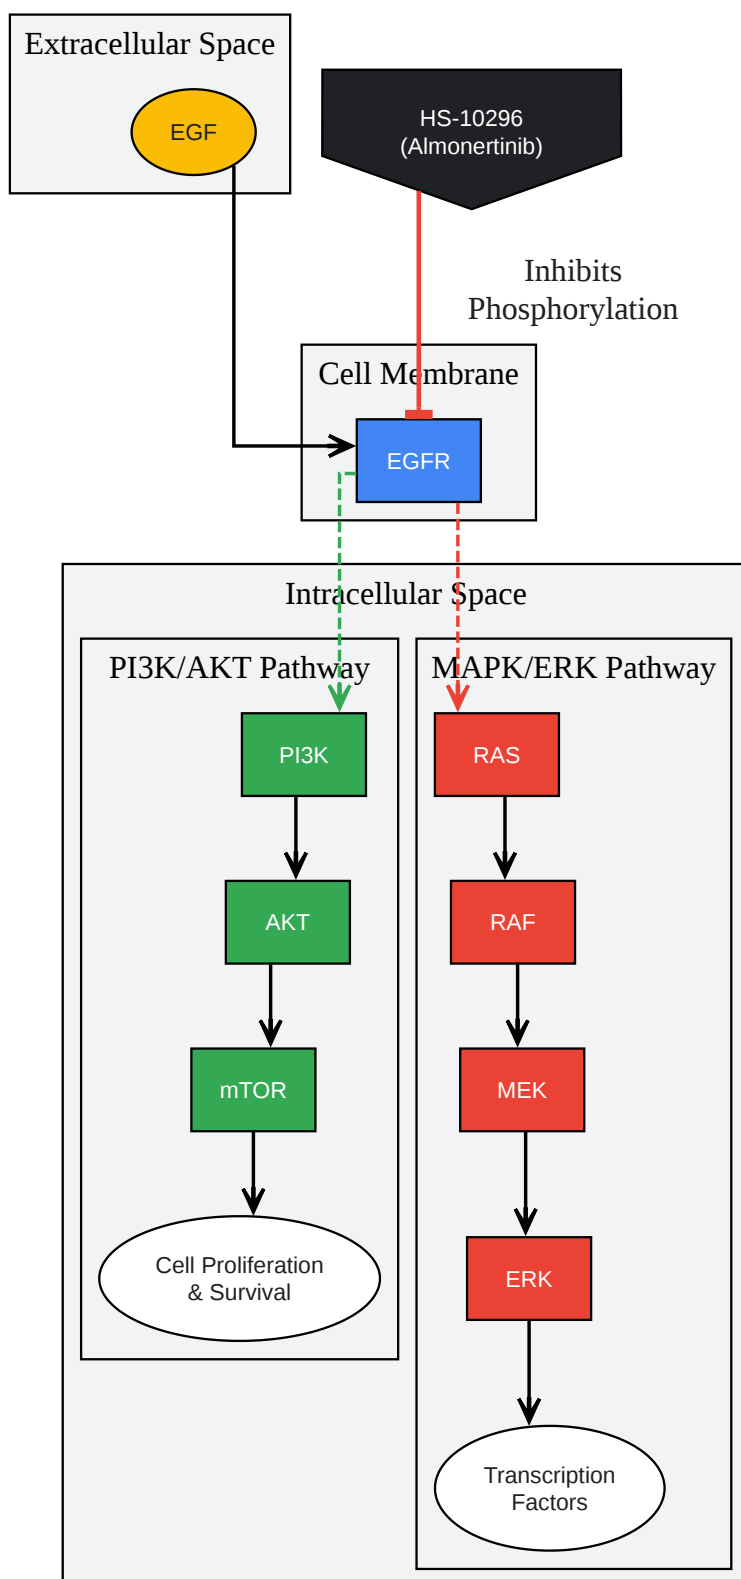 Extracellular Space
EGF
HS-10296
(Almonertinib)
Inhibits
Phosphorylation
Cell Membrane
EGFR
Intracellular Space
PI3K/AKT Pathway
PI3K
AKT
mTOR
Cell Proliferation
& Survival
MAPK/ERK Pathway
RAS
RAF
MEK
ERK
Transcription
Factors